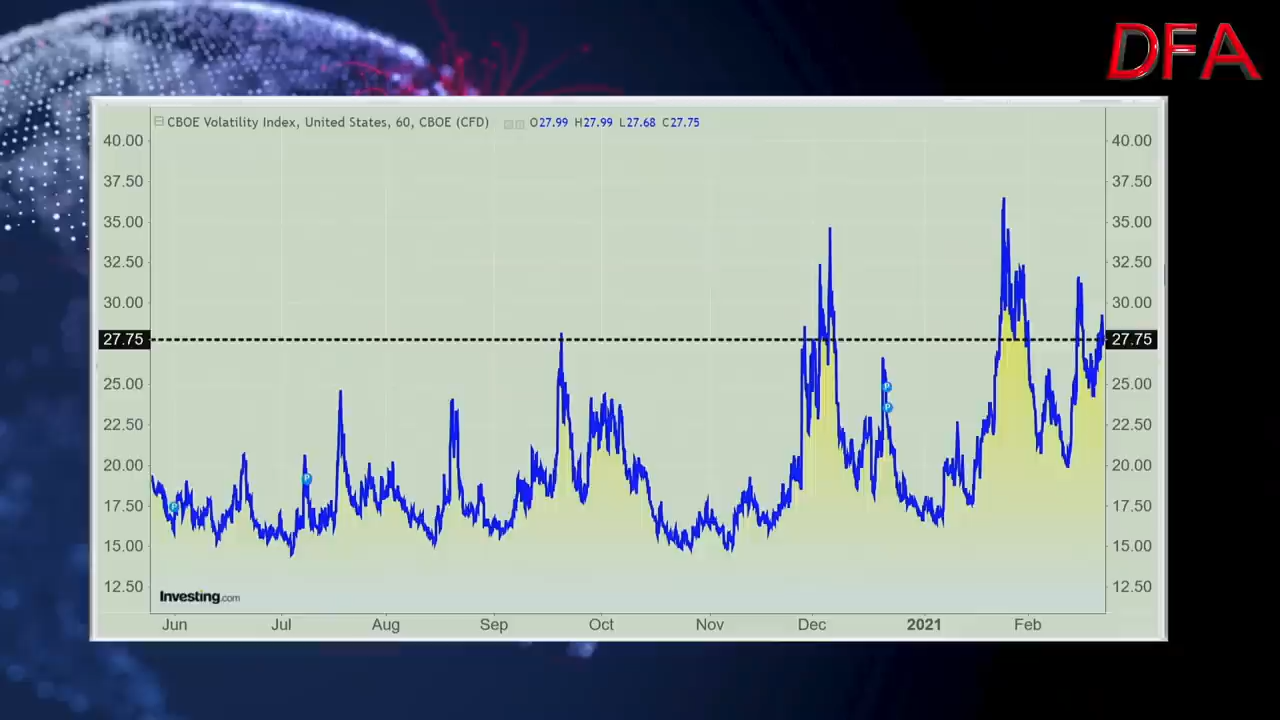 DFA
CBOE Volatility Index, United States, 60, CBOE (CFD) O27.99 H27.99 L27.68 C27.75
40.00 40.00
37.50 37.50
35.00 35.00
32.50 32.50
30.00 30.00
27.75 27.75
25.00 25.00
22.50 22.50
20.00 20.00
17.50 17.50
15.00 15.00
12.50 12.50
P
P
P
P
Investing.com
Jun Jul Aug Sep Oct Nov Dec 2021 Feb